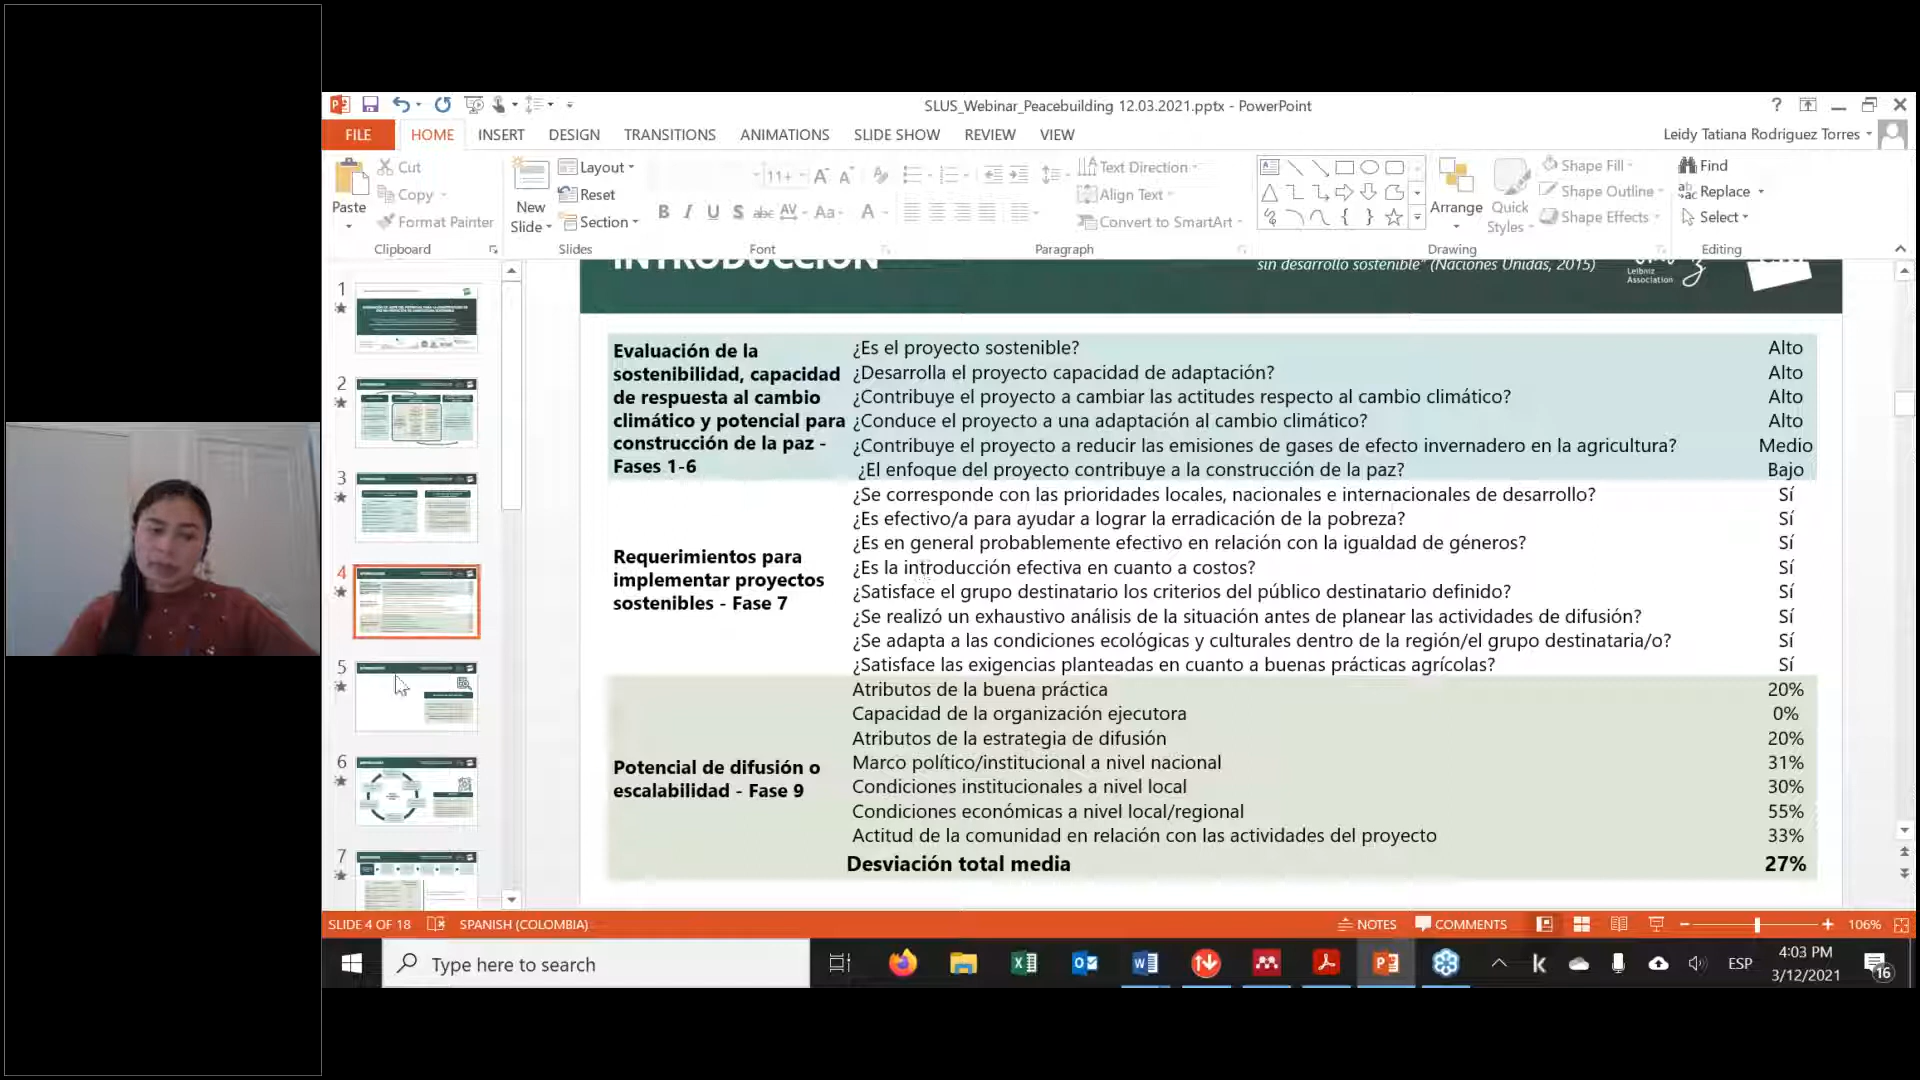 SLUS_Webinar_Peacebuilding 12.03.2021.pptx - PowerPoint
?
FILE HOME INSERT DESIGN TRANSITIONS ANIMATIONS SLIDE SHOW REVIEW VIEW
Leidy Tatiana Rodriguez Torres
Paste
Cut
Copy
Format Painter
Clipboard
New
Slide
Layout
Reset
Section
Slides
11+
B I U S abc AV Aa A
Font
Text Direction
Align Text
Convert to SmartArt
Paragraph
Arrange
Quick
Styles
Shape Fill
Shape Outline
Shape Effects
Drawing
Find
Replace
Select
Editing
1
2
3
4
5
6
7
INTRODUCCIÓN
sin desarrollo sostenible" (Naciones Unidas, 2015)
Leibniz
Association
Evaluación de la
sostenibilidad, capacidad
de respuesta al cambio
climático y potencial para
construcción de la paz -
Fases 1-6
¿Es el proyecto sostenible? Alto
¿Desarrolla el proyecto capacidad de adaptación? Alto
¿Contribuye el proyecto a cambiar las actitudes respecto al cambio climático? Alto
¿Conduce el proyecto a una adaptación al cambio climático? Alto
¿Contribuye el proyecto a reducir las emisiones de gases de efecto invernadero en la agricultura? Medio
¿El enfoque del proyecto contribuye a la construcción de la paz? Bajo
Requerimientos para
implementar proyectos
sostenibles - Fase 7
¿Se corresponde con las prioridades locales, nacionales e internacionales de desarrollo? Sí
¿Es efectivo/a para ayudar a lograr la erradicación de la pobreza? Sí
¿Es en general probablemente efectivo en relación con la igualdad de géneros? Sí
¿Es la introducción efectiva en cuanto a costos? Sí
¿Satisface el grupo destinatario los criterios del público destinatario definido? Sí
¿Se realizó un exhaustivo análisis de la situación antes de planear las actividades de difusión? Sí
¿Se adapta a las condiciones ecológicas y culturales dentro de la región/el grupo destinataria/o? Sí
¿Satisface las exigencias planteadas en cuanto a buenas prácticas agrícolas? Sí
Potencial de difusión o
escalabilidad - Fase 9
Atributos de la buena práctica 20%
Capacidad de la organización ejecutora 0%
Atributos de la estrategia de difusión 20%
Marco político/institucional a nivel nacional 31%
Condiciones institucionales a nivel local 30%
Condiciones económicas a nivel local/regional 55%
Actitud de la comunidad en relación con las actividades del proyecto 33%
Desviación total media 27%
SLIDE 4 OF 18 SPANISH (COLOMBIA) NOTES COMMENTS 106%
Type here to search
ESP
4:03 PM
3/12/2021
16